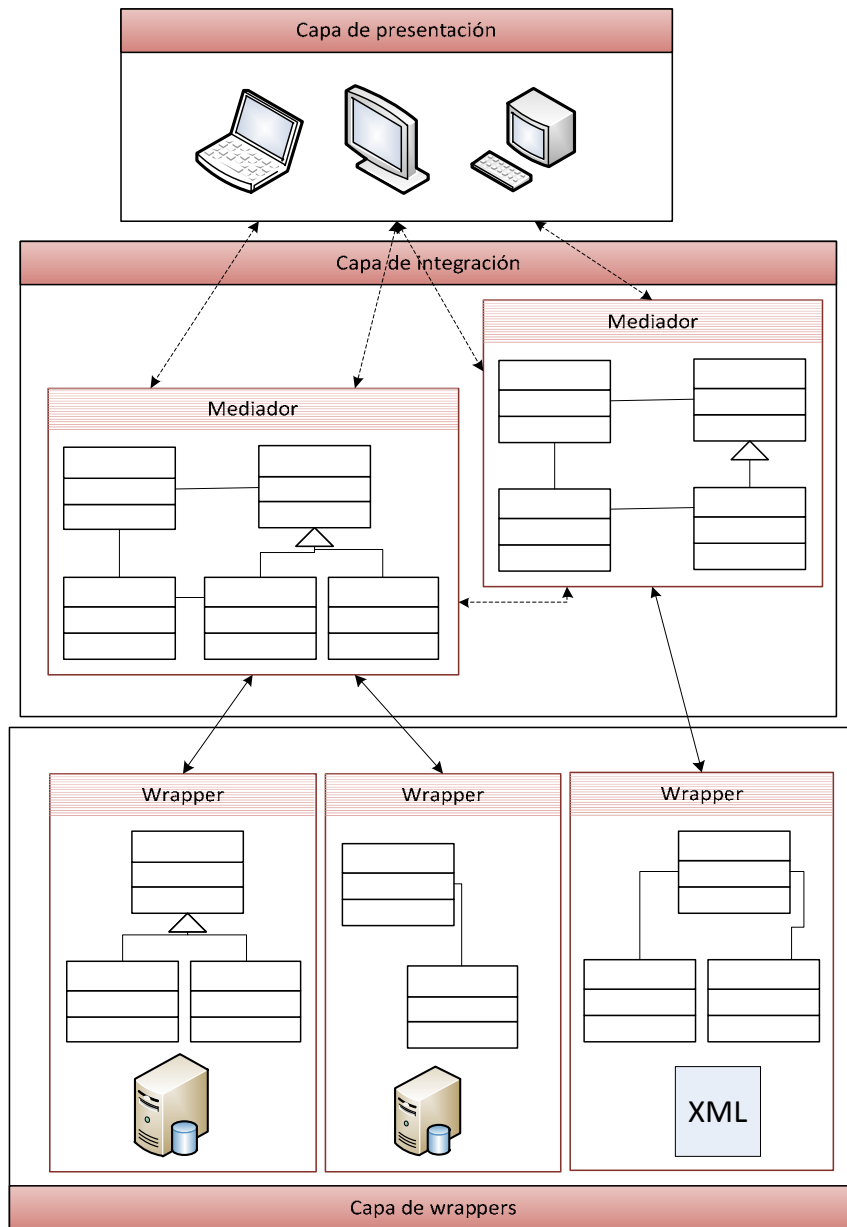 Capa de presentación
Capa de integración
Mediador
Mediador
Wrapper
Wrapper
Wrapper
XML
Capa de wrappers